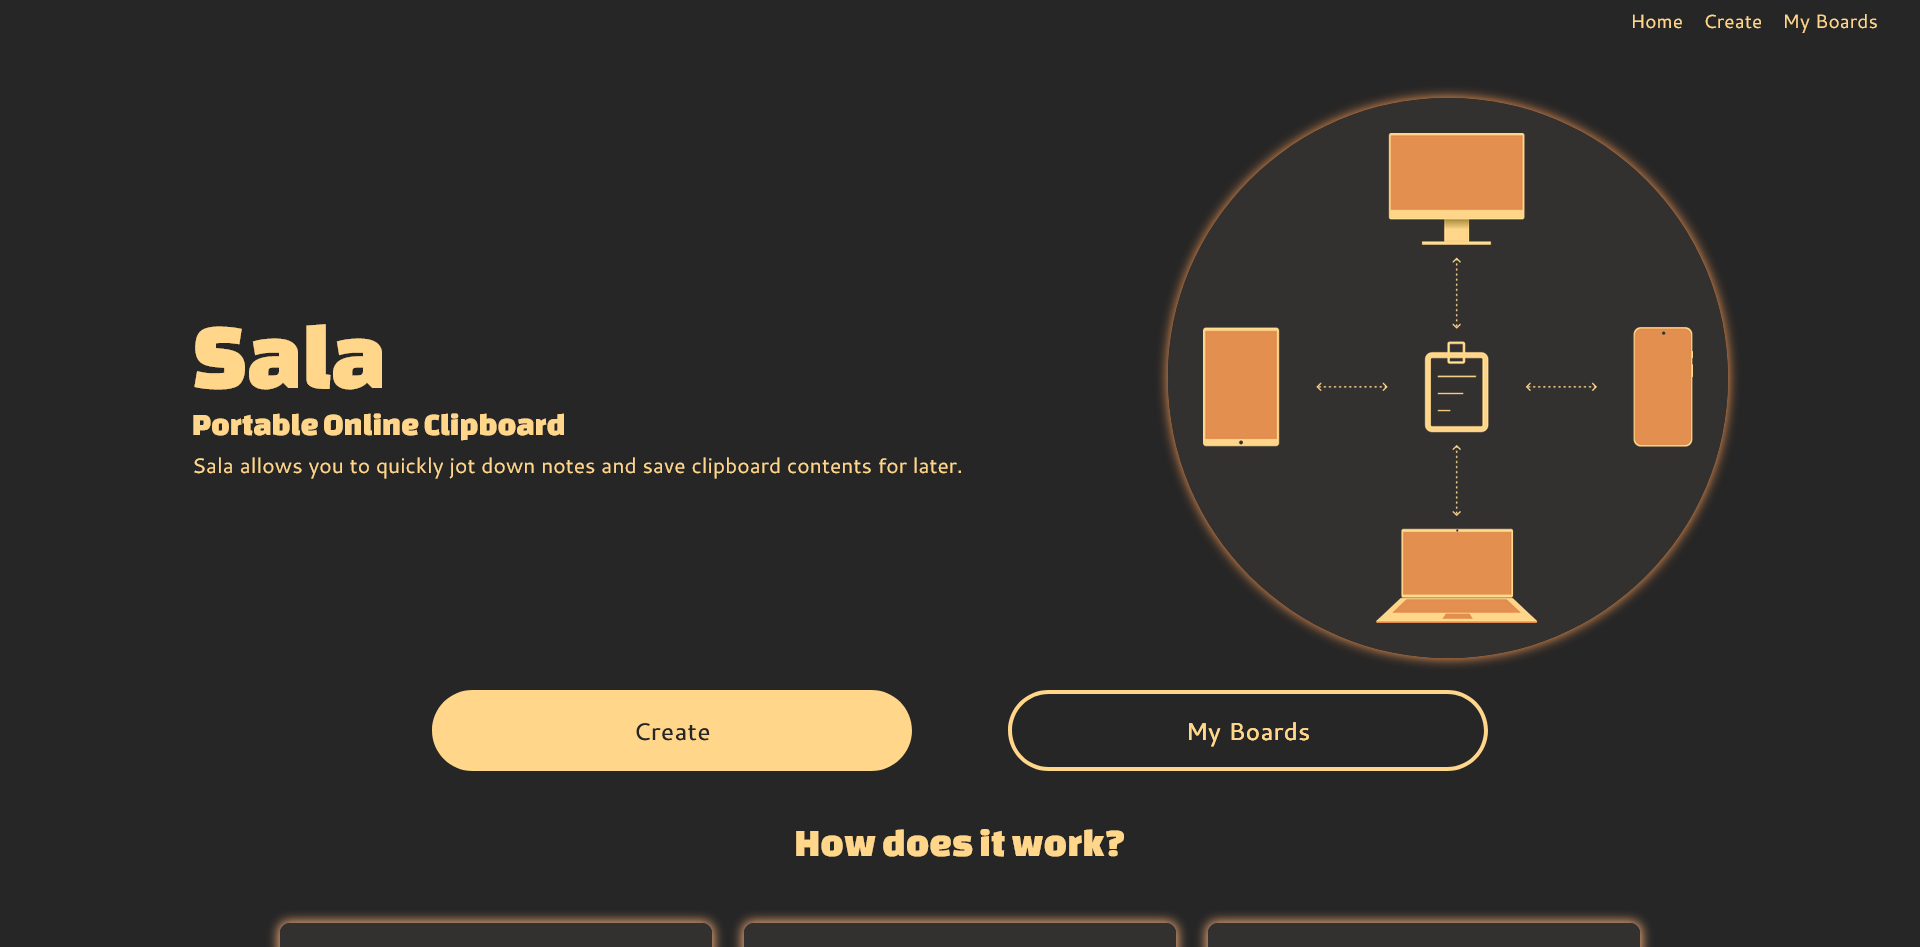 Home Create My Boards
Sala
Portable Online Clipboard
Sala allows you to quickly jot down notes and save clipboard contents for later.
Create
My Boards
How does it work?